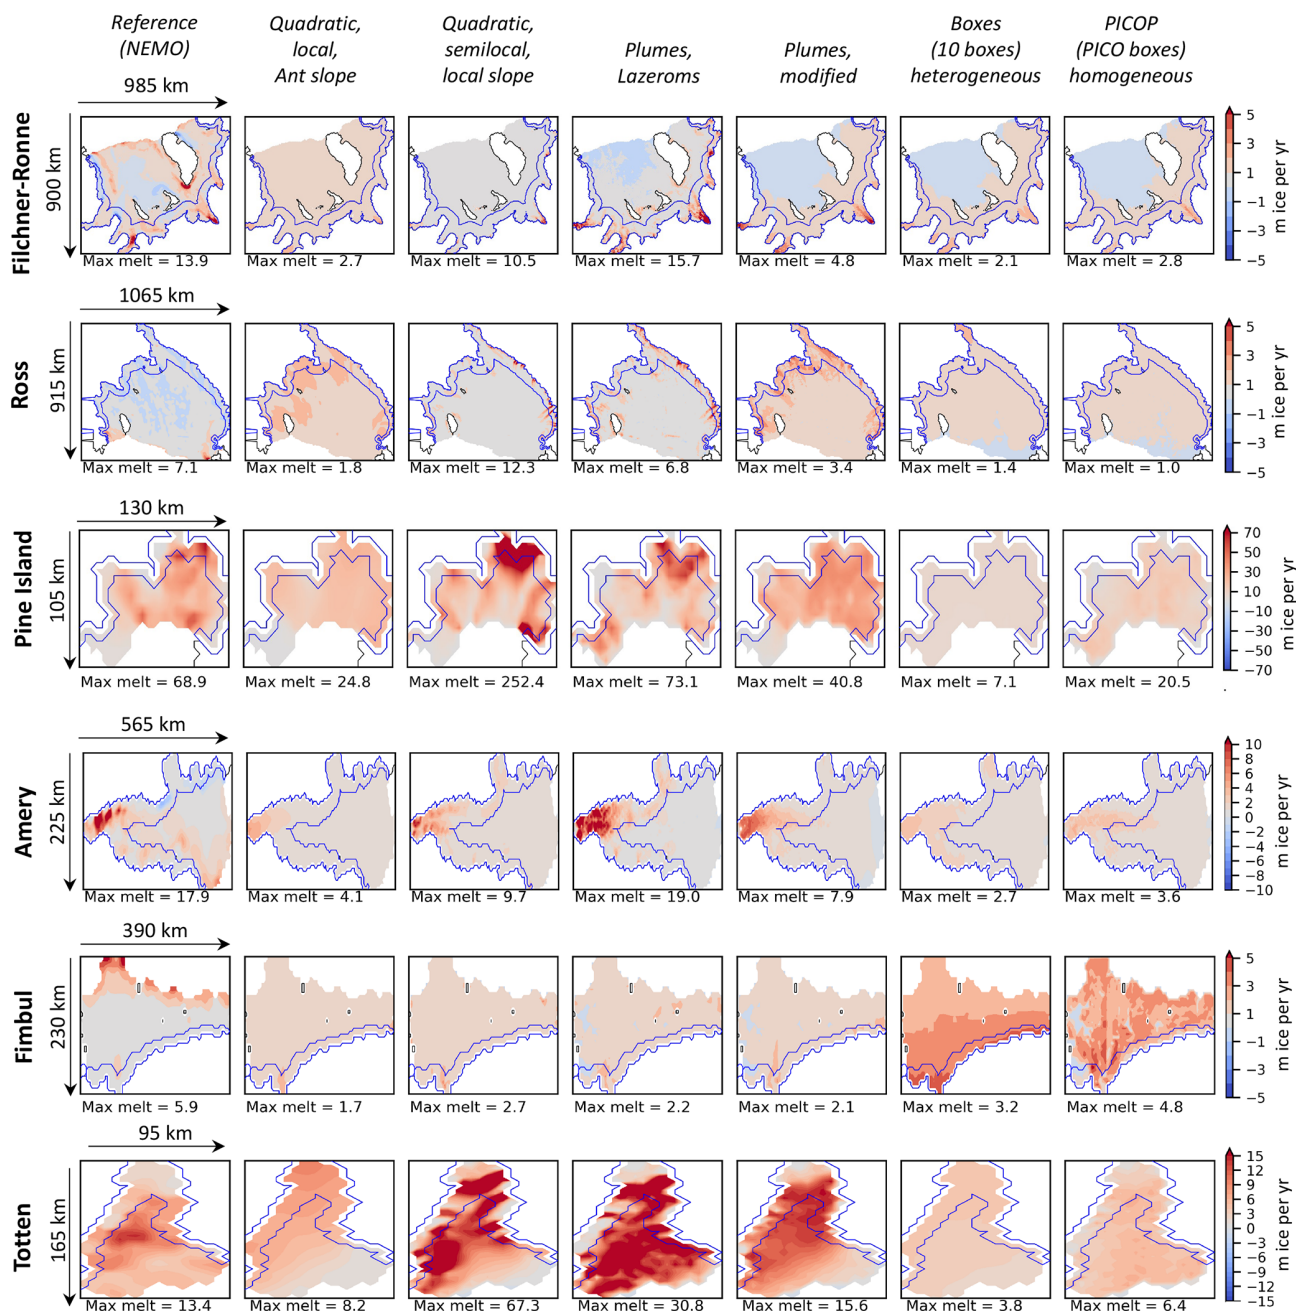 Reference
(NEMO)
Quadratic,
local,
Ant slope
Quadratic,
semilocal,
local slope
Plumes,
Lazeroms
Plumes,
modified
Boxes
(10 boxes)
heterogeneous
PICOP
(PICO boxes)
homogeneous
985 km
Filchner-Ronne
900 km
5
3
1
−1
−3
−5
m ice per yr
Max melt = 13.9
Max melt = 2.7
Max melt = 10.5
Max melt = 15.7
Max melt = 4.8
Max melt = 2.1
Max melt = 2.8
1065 km
Ross
915 km
5
3
1
−1
−3
−5
m ice per yr
Max melt = 7.1
Max melt = 1.8
Max melt = 12.3
Max melt = 6.8
Max melt = 3.4
Max melt = 1.4
Max melt = 1.0
130 km
Pine Island
105 km
70
50
30
10
−10
−30
−50
−70
m ice per yr
Max melt = 68.9
Max melt = 24.8
Max melt = 252.4
Max melt = 73.1
Max melt = 40.8
Max melt = 7.1
Max melt = 20.5
565 km
Amery
225 km
10
8
6
4
2
0
−2
−4
−6
−8
−10
m ice per yr
Max melt = 17.9
Max melt = 4.1
Max melt = 9.7
Max melt = 19.0
Max melt = 7.9
Max melt = 2.7
Max melt = 3.6
390 km
Fimbul
230 km
5
3
1
−1
−3
−5
m ice per yr
Max melt = 5.9
Max melt = 1.7
Max melt = 2.7
Max melt = 2.2
Max melt = 2.1
Max melt = 3.2
Max melt = 4.8
95 km
Totten
165 km
15
12
9
6
3
0
−3
−6
−9
−12
−15
m ice per yr
Max melt = 13.4
Max melt = 8.2
Max melt = 67.3
Max melt = 30.8
Max melt = 15.6
Max melt = 3.8
Max melt = 6.4